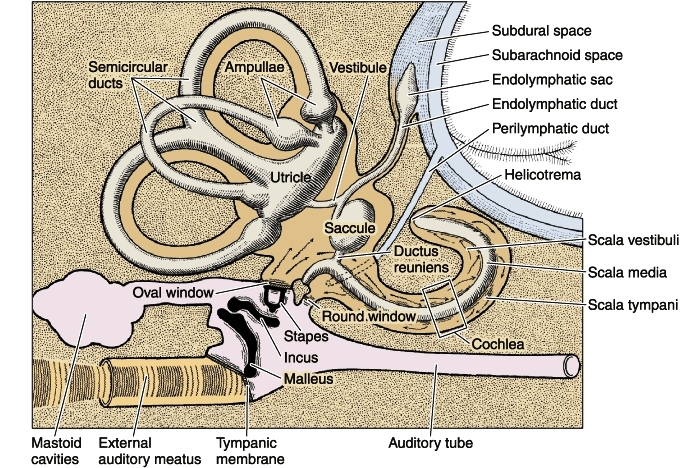 Subdural space
Subarachnoid space
Semicircular
ducts
Ampullae
Vestibule
Endolymphatic sac
Endolymphatic duct
Perilymphatic duct
Utricle
Helicotrema
Saccule
Scala vestibuli
Ductus
reuniens
Scala media
Oval window
Scala tympani
Round window
Stapes
Cochlea
Incus
Malleus
Mastoid
cavities
External
auditory meatus
Tympanic
membrane
Auditory tube